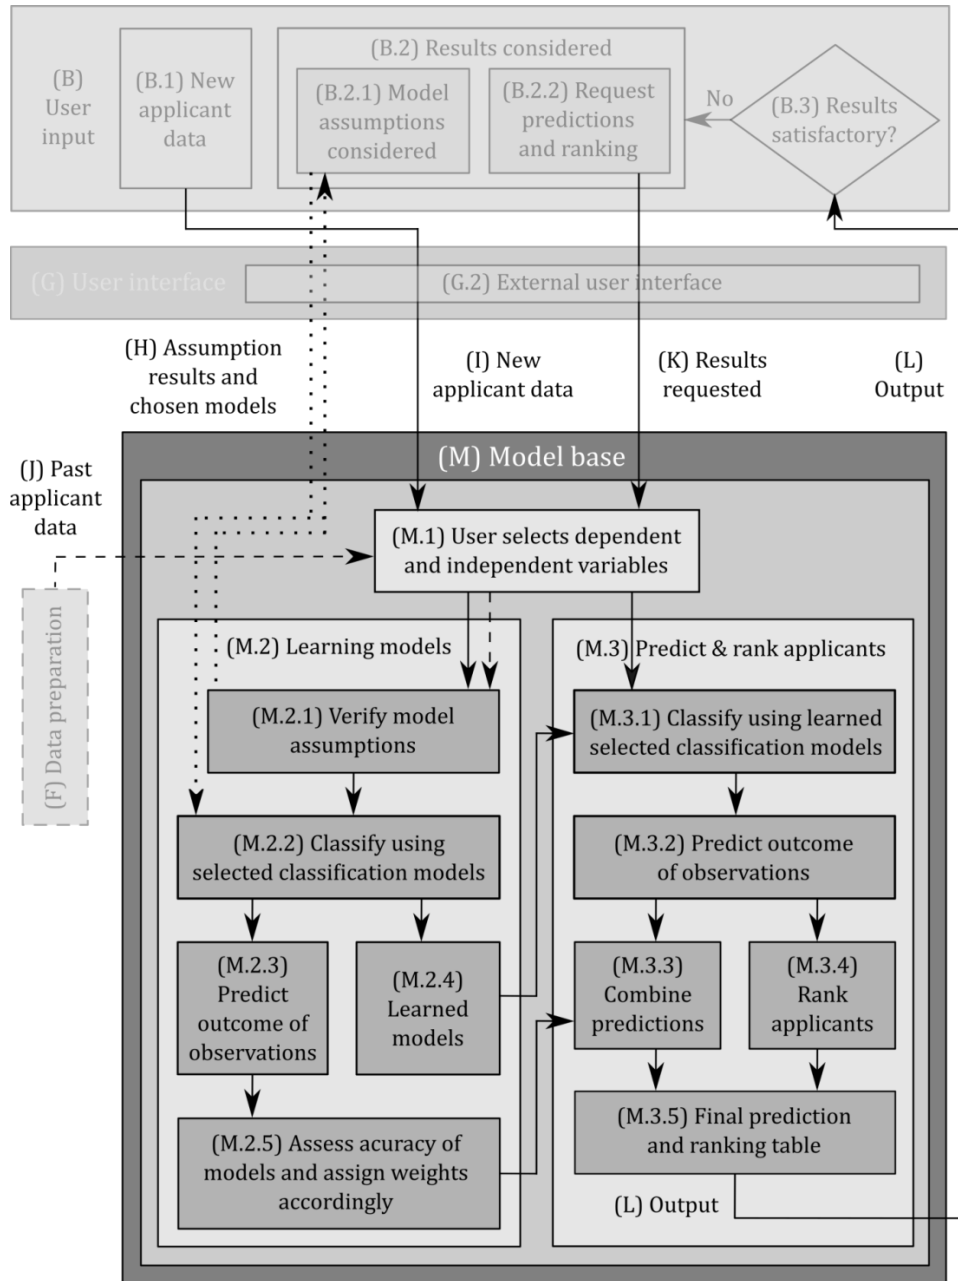 (B)
User
input
(B.1) New
applicant
data
(B.2) Results considered
(B.2.1) Model
assumptions
considered
(B.2.2) Request
predictions
and ranking
No
(B.3) Results
satisfactory?
(G) User interface
(G.2) External user interface
(H) Assumption
results and
chosen models
(I) New
applicant data
(K) Results
requested
(L)
Output
(J) Past
applicant
data
(M) Model base
(M.1) User selects dependent
and independent variables
(F) Data preparation
(M.2) Learning models
(M.2.1) Verify model
assumptions
(M.2.2) Classify using
selected classification models
(M.2.3)
Predict
outcome of
observations
(M.2.4)
Learned
models
(M.2.5) Assess acuracy of
models and assign weights
accordingly
(M.3) Predict & rank applicants
(M.3.1) Classify using learned
selected classification models
(M.3.2) Predict outcome
of observations
(M.3.3)
Combine
predictions
(M.3.4)
Rank
applicants
(M.3.5) Final prediction
and ranking table
(L) Output